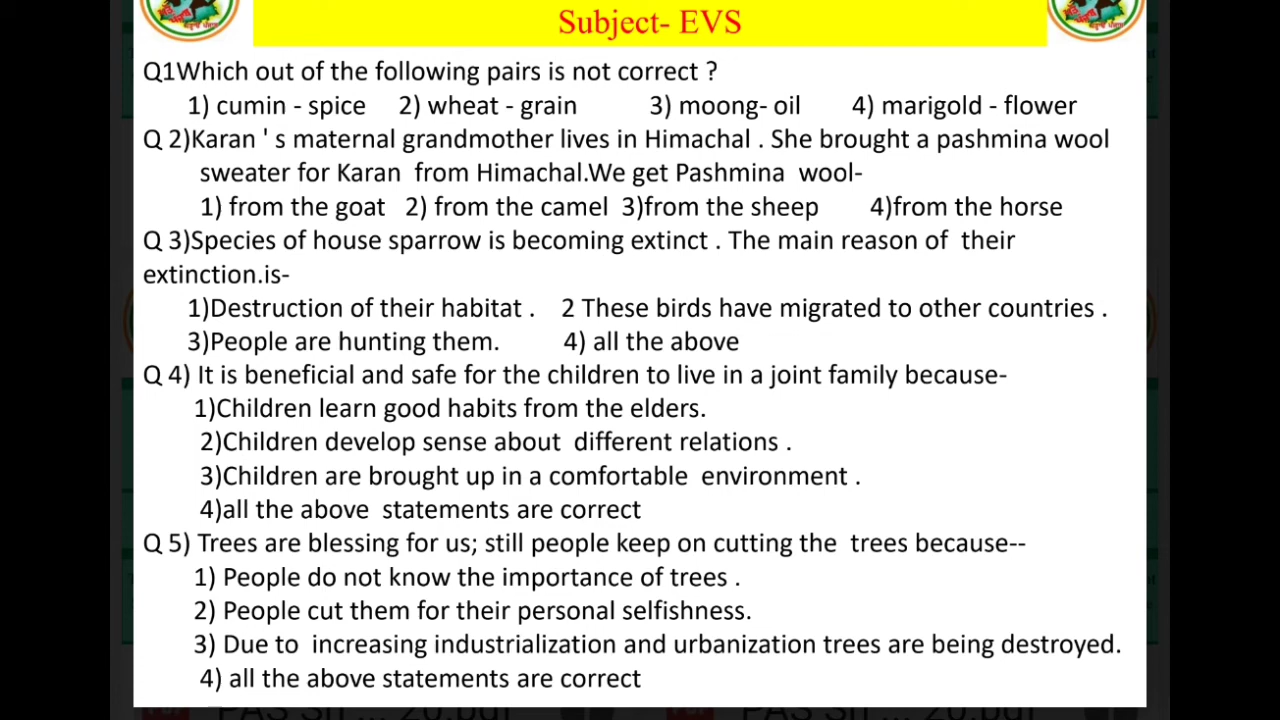 Subject- EVS
Q1Which out of the following pairs is not correct ?
1) cumin - spice 2) wheat - grain 3) moong- oil 4) marigold - flower
Q 2)Karan ' s maternal grandmother lives in Himachal . She brought a pashmina wool
sweater for Karan from Himachal.We get Pashmina wool-
1) from the goat 2) from the camel 3)from the sheep 4)from the horse
Q 3)Species of house sparrow is becoming extinct . The main reason of their
extinction.is-
1)Destruction of their habitat . 2 These birds have migrated to other countries .
3)People are hunting them. 4) all the above
Q 4) It is beneficial and safe for the children to live in a joint family because-
1)Children learn good habits from the elders.
2)Children develop sense about different relations .
3)Children are brought up in a comfortable environment .
4)all the above statements are correct
Q 5) Trees are blessing for us; still people keep on cutting the trees because--
1) People do not know the importance of trees .
2) People cut them for their personal selfishness.
3) Due to increasing industrialization and urbanization trees are being destroyed.
4) all the above statements are correct